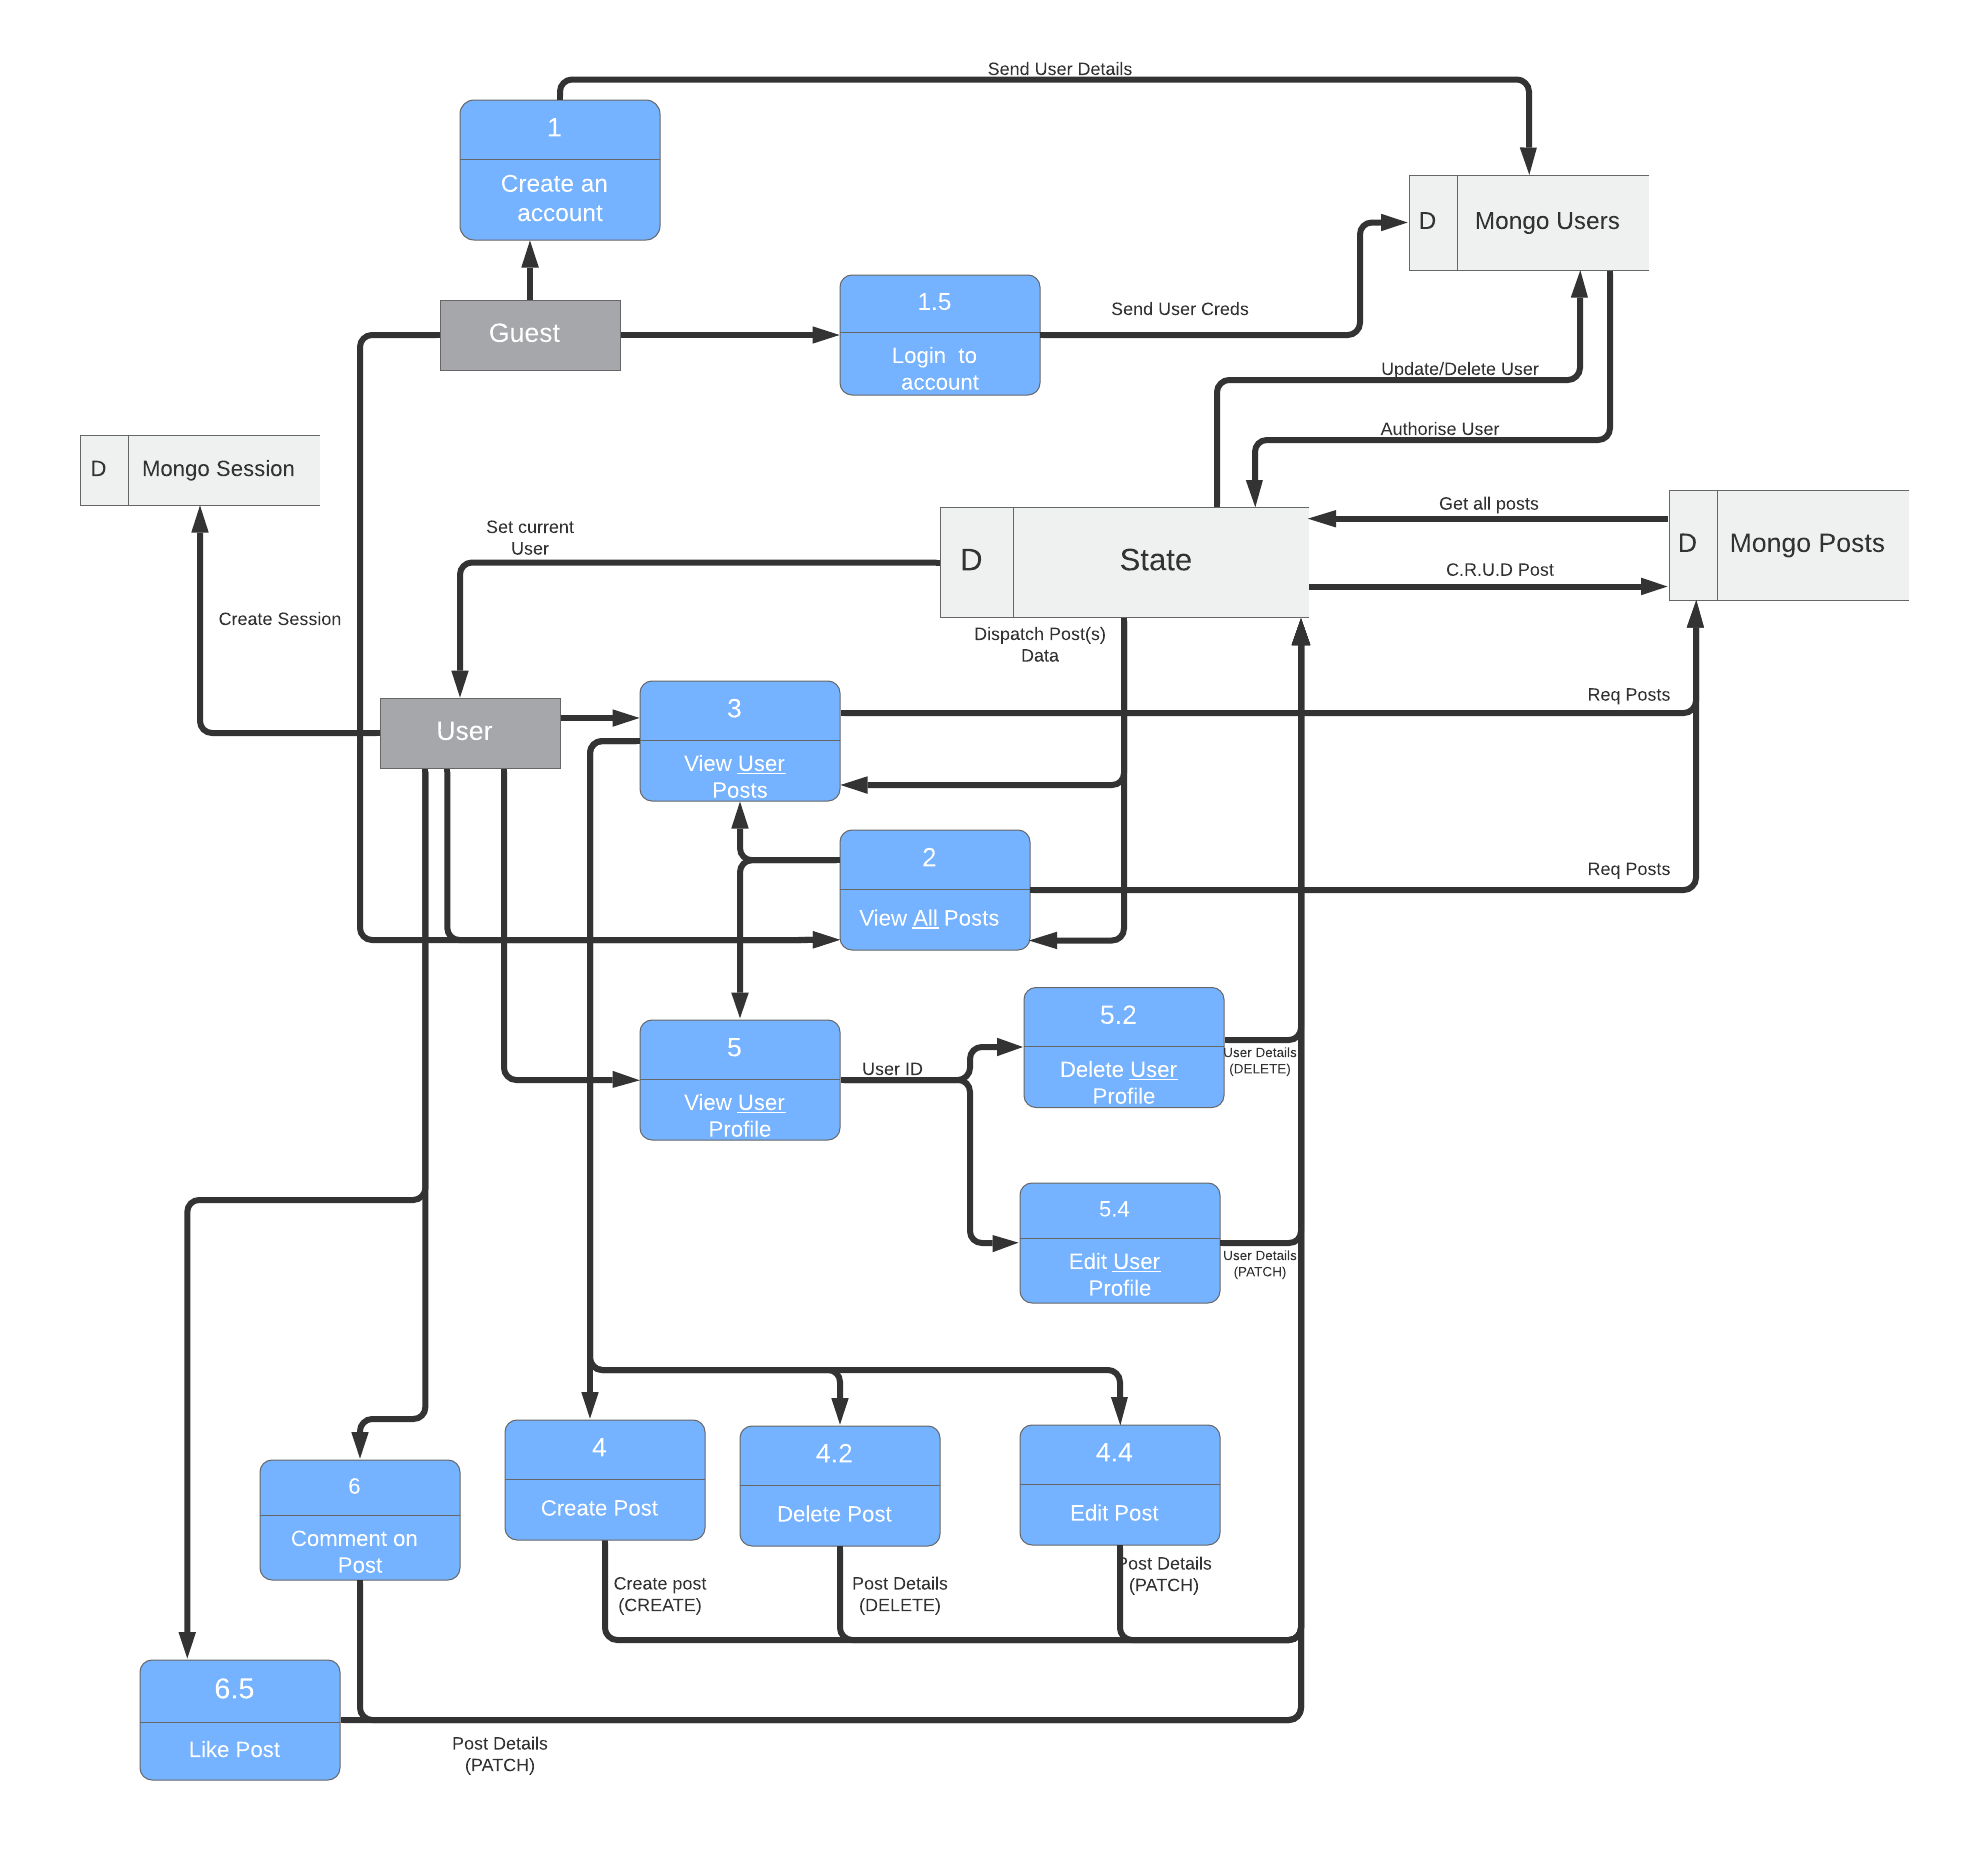 Send User Details
1
Create an
account
D
Mongo Users
Guest
1.5
Login  to
account
Send User Creds
Update/Delete User
Authorise User
D
Mongo Session
Set current
User
D
State
Get all posts
C.R.U.D Post
D
Mongo Posts
Create Session
Dispatch Post(s)
Data
User
3
View User
Posts
Req Posts
2
View All Posts
Req Posts
5
View User
Profile
User ID
5.2
Delete User
Profile
User Details
(DELETE)
5.4
Edit User
Profile
User Details
(PATCH)
6
Comment on
Post
4
Create Post
4.2
Delete Post
4.4
Edit Post
Create post
(CREATE)
Post Details
(DELETE)
Post Details
(PATCH)
6.5
Like Post
Post Details
(PATCH)